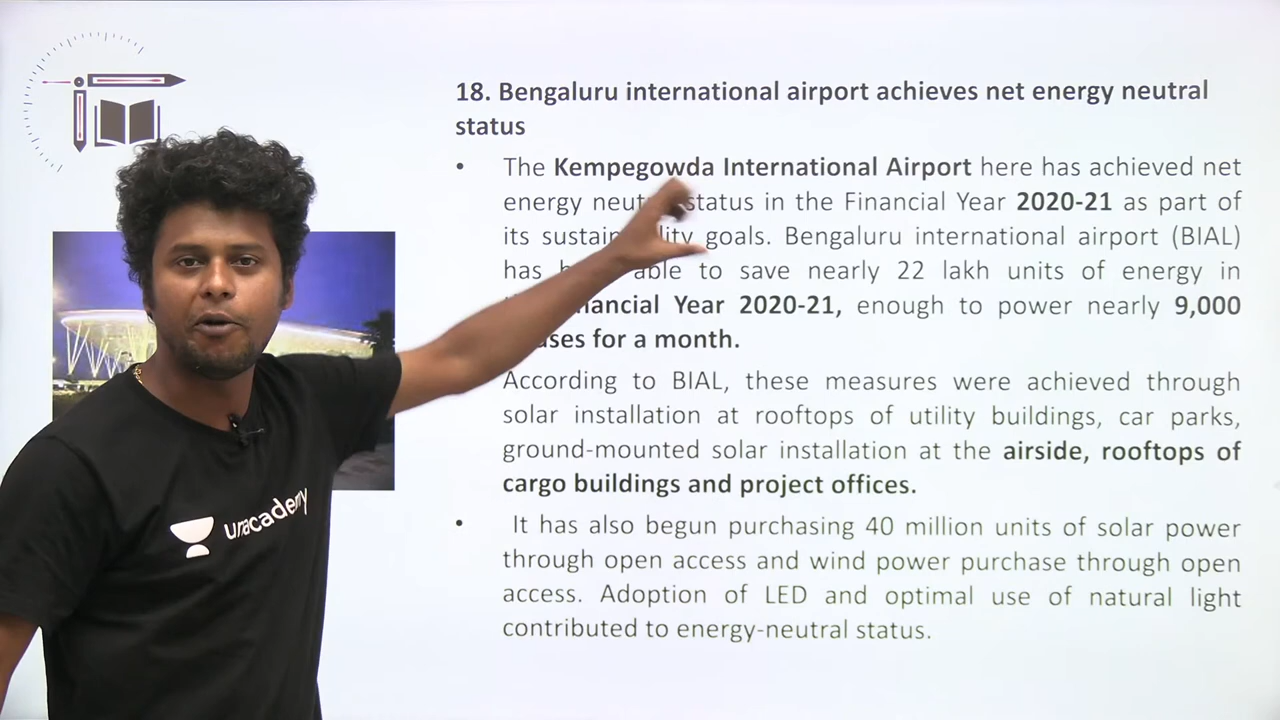 18. Bengaluru international airport achieves net energy neutral
status
• The Kempegowda International Airport here has achieved net
energy status in the Financial Year 2020-21 as part of
its goals. Bengaluru international airport (BIAL)
has able to save nearly 22 lakh units of energy in
Financial Year 2020-21, enough to power nearly 9,000
for a month.
According to BIAL, these measures were achieved through
solar installation at rooftops of utility buildings, car parks,
ground-mounted solar installation at the airside, rooftops of
cargo buildings and project offices.
• It has also begun purchasing 40 million units of solar power
through open access and wind power purchase through open
access. Adoption of LED and optimal use of natural light
contributed to energy-neutral status.
unacademy